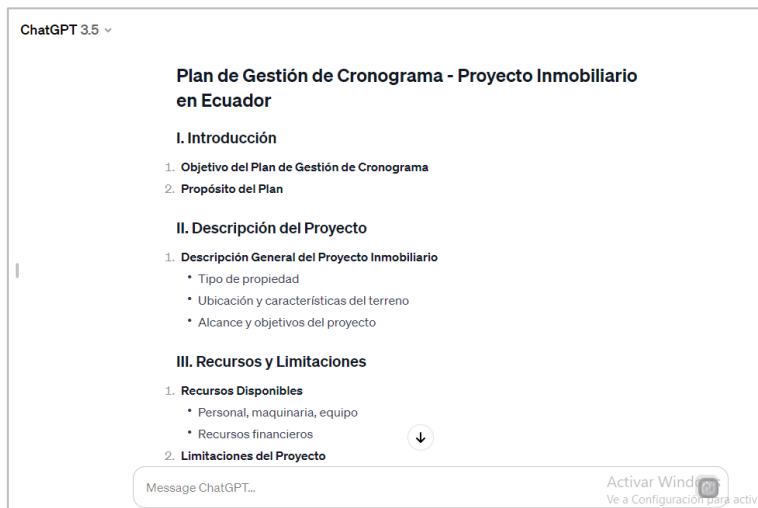 ChatGPT 3.5
Plan de Gestión de Cronograma - Proyecto Inmobiliario
en Ecuador
I. Introducción
1. Objetivo del Plan de Gestión de Cronograma
2. Propósito del Plan
II. Descripción del Proyecto
1. Descripción General del Proyecto Inmobiliario
• Tipo de propiedad
• Ubicación y características del terreno
• Alcance y objetivos del proyecto
III. Recursos y Limitaciones
1. Recursos Disponibles
• Personal, maquinaria, equipo
• Recursos financieros
2. Limitaciones del Proyecto
Message ChatGPT...
Activar Windows
Ve a Configuración para activ